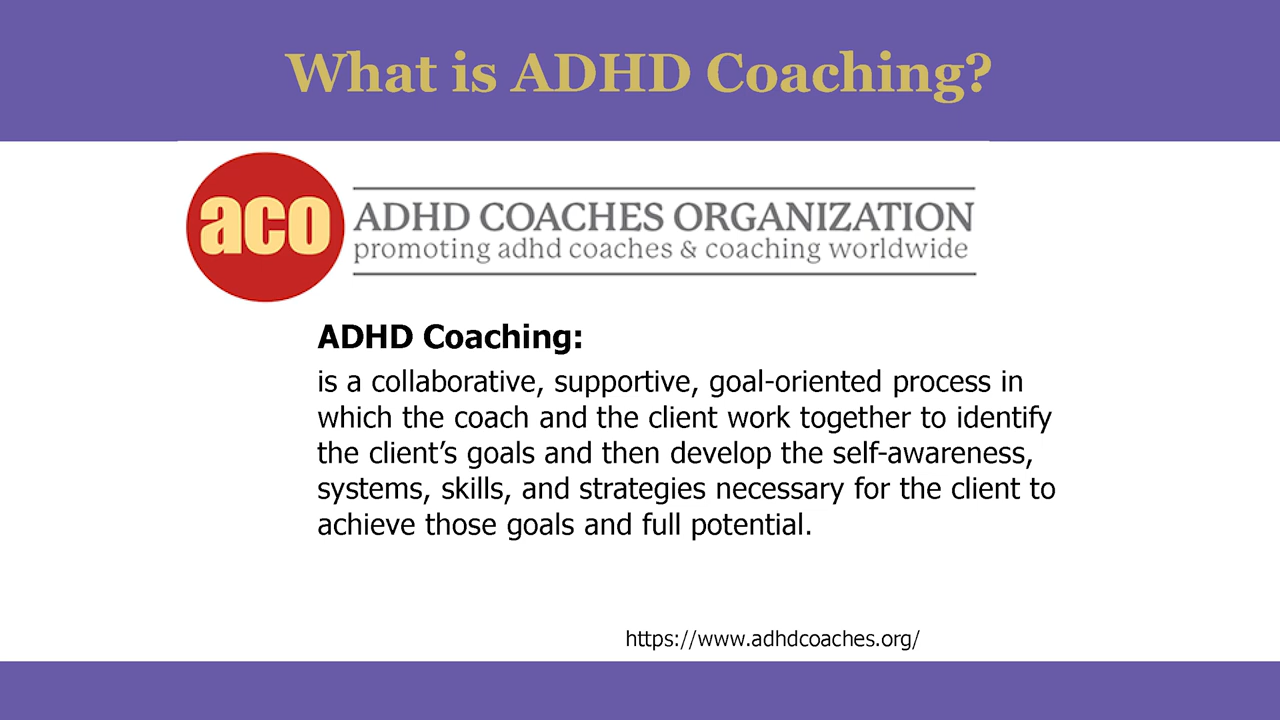 What is ADHD Coaching?
aco
ADHD COACHES ORGANIZATION
promoting adhd coaches & coaching worldwide
ADHD Coaching:
is a collaborative, supportive, goal-oriented process in
which the coach and the client work together to identify
the client’s goals and then develop the self-awareness,
systems, skills, and strategies necessary for the client to
achieve those goals and full potential.
https://www.adhdcoaches.org/